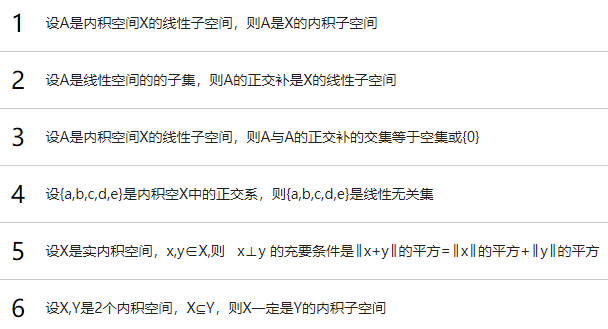 1 设A是内积空间X的线性子空间，则A是X的内积子空间
2 设A是线性空间的的子集，则A的正交补是X的线性子空间
3 设A是内积空间X的线性子空间，则A与A的正交补的交集等于空集或{0}
4 设{a,b,c,d,e}是内积空X中的正交系，则{a,b,c,d,e}是线性无关集
5 设X是实内积空间，x,y∈X,则 x⊥y 的充要条件是‖x+y‖的平方=‖x‖的平方+‖y‖的平方
6 设X,Y是2个内积空间，X⊆Y，则X一定是Y的内积子空间